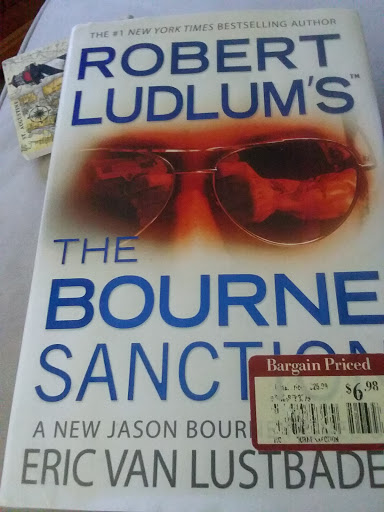 THE #1 NEW YORK TIMES BESTSELLING AUTHOR
ROBERT
LUDLUM'S™
THE
BOURNE
SANCTION
Bargain Priced
$6.98
A NEW JASON BOUR
ERIC VAN LUSTBADE